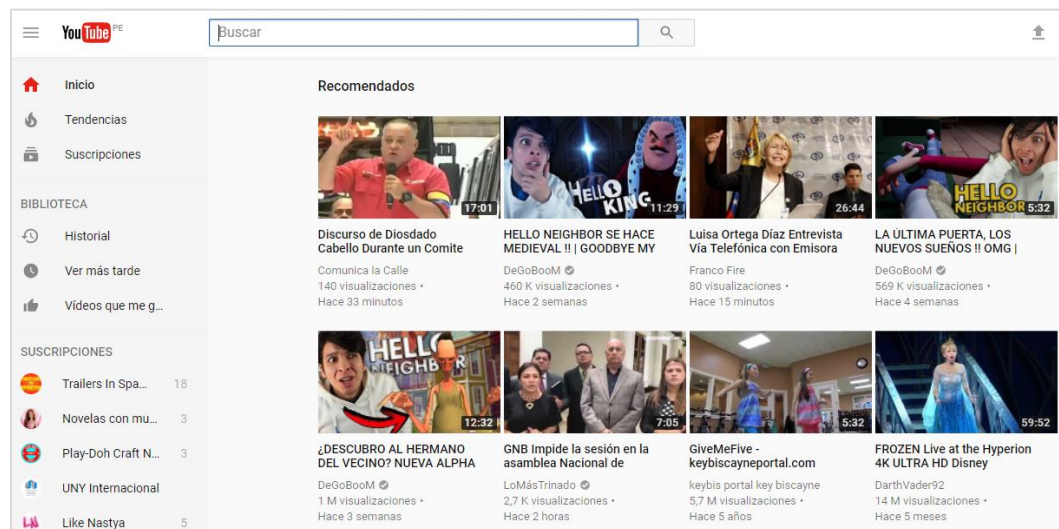 YouTube PE
Buscar
Inicio
Tendencias
Suscripciones
BIBLIOTECA
Historial
Ver más tarde
Vídeos que me g...
SUSCRIPCIONES
Trailers In Spa... 18
Novelas con mu... 3
Play-Doh Craft N... 3
UNY Internacional
Like Nastya 5
Recomendados
17:01
HELLO
KING
11:29
26:44
HELLO
NEIGHBOR
5:32
Discurso de Diosdado
Cabello Durante un Comite
Comunica la Calle
140 visualizaciones •
Hace 33 minutos
HELLO NEIGHBOR SE HACE
MEDIEVAL !! | GOODBYE MY
DeGoBooM
460 K visualizaciones •
Hace 2 semanas
Luisa Ortega Díaz Entrevista
Vía Telefónica con Emisora
Franco Fire
80 visualizaciones •
Hace 15 minutos
LA ÚLTIMA PUERTA, LOS
NUEVOS SUEÑOS !! OMG |
DeGoBooM
569 K visualizaciones •
Hace 4 semanas
HELLO
NEIGHBOR
12:32
7:05
5:32
59:52
¿DESCUBRO AL HERMANO
DEL VECINO? NUEVA ALPHA
DeGoBooM
1 M visualizaciones •
Hace 3 semanas
GNB Impide la sesión en la
asamblea Nacional de
LoMásTrinado
2,7 K visualizaciones •
Hace 2 horas
GiveMeFive -
keybiscayneportal.com
keybis portal key biscayne
5,7 M visualizaciones •
Hace 5 años
FROZEN Live at the Hyperion
4K ULTRA HD Disney
DarthVader92
14 M visualizaciones •
Hace 5 meses